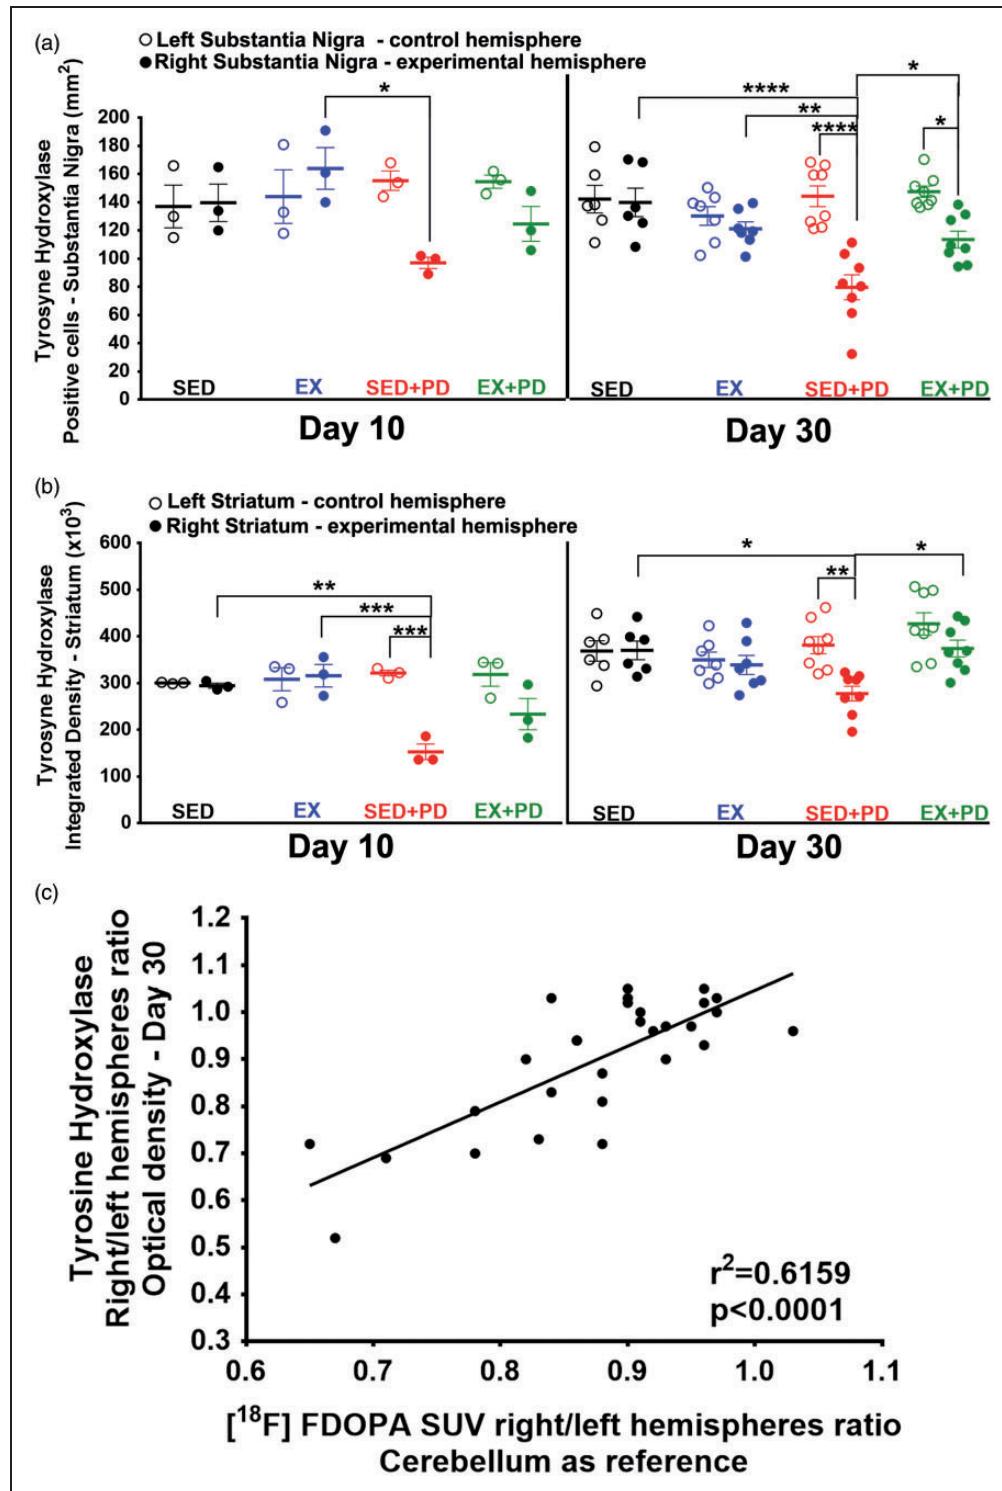 (a)
○ Left Substantia Nigra - control hemisphere
● Right Substantia Nigra - experimental hemisphere
Tyrosyne Hydroxylase
Positive cells - Substantia Nigra (mm²)
200
180
160
140
120
100
80
60
40
20
0
*
****
*
**
****
*
SED EX SED+PD EX+PD SED EX SED+PD EX+PD
Day 10 Day 30
(b)
○ Left Striatum - control hemisphere
● Right Striatum - experimental hemisphere
Tyrosyne Hydroxylase
Integrated Density - Striatum (x10³)
600
500
400
300
200
100
0
**
***
***
*
*
**
SED EX SED+PD EX+PD SED EX SED+PD EX+PD
Day 10 Day 30
(c)
Tyrosine Hydroxylase
Right/left hemispheres ratio
Optical density - Day 30
1.2
1.1
1.0
0.9
0.8
0.7
0.6
0.5
0.4
0.3
r²=0.6159
p<0.0001
0.6 0.7 0.8 0.9 1.0 1.1
[¹⁸F] FDOPA SUV right/left hemispheres ratio
Cerebellum as reference